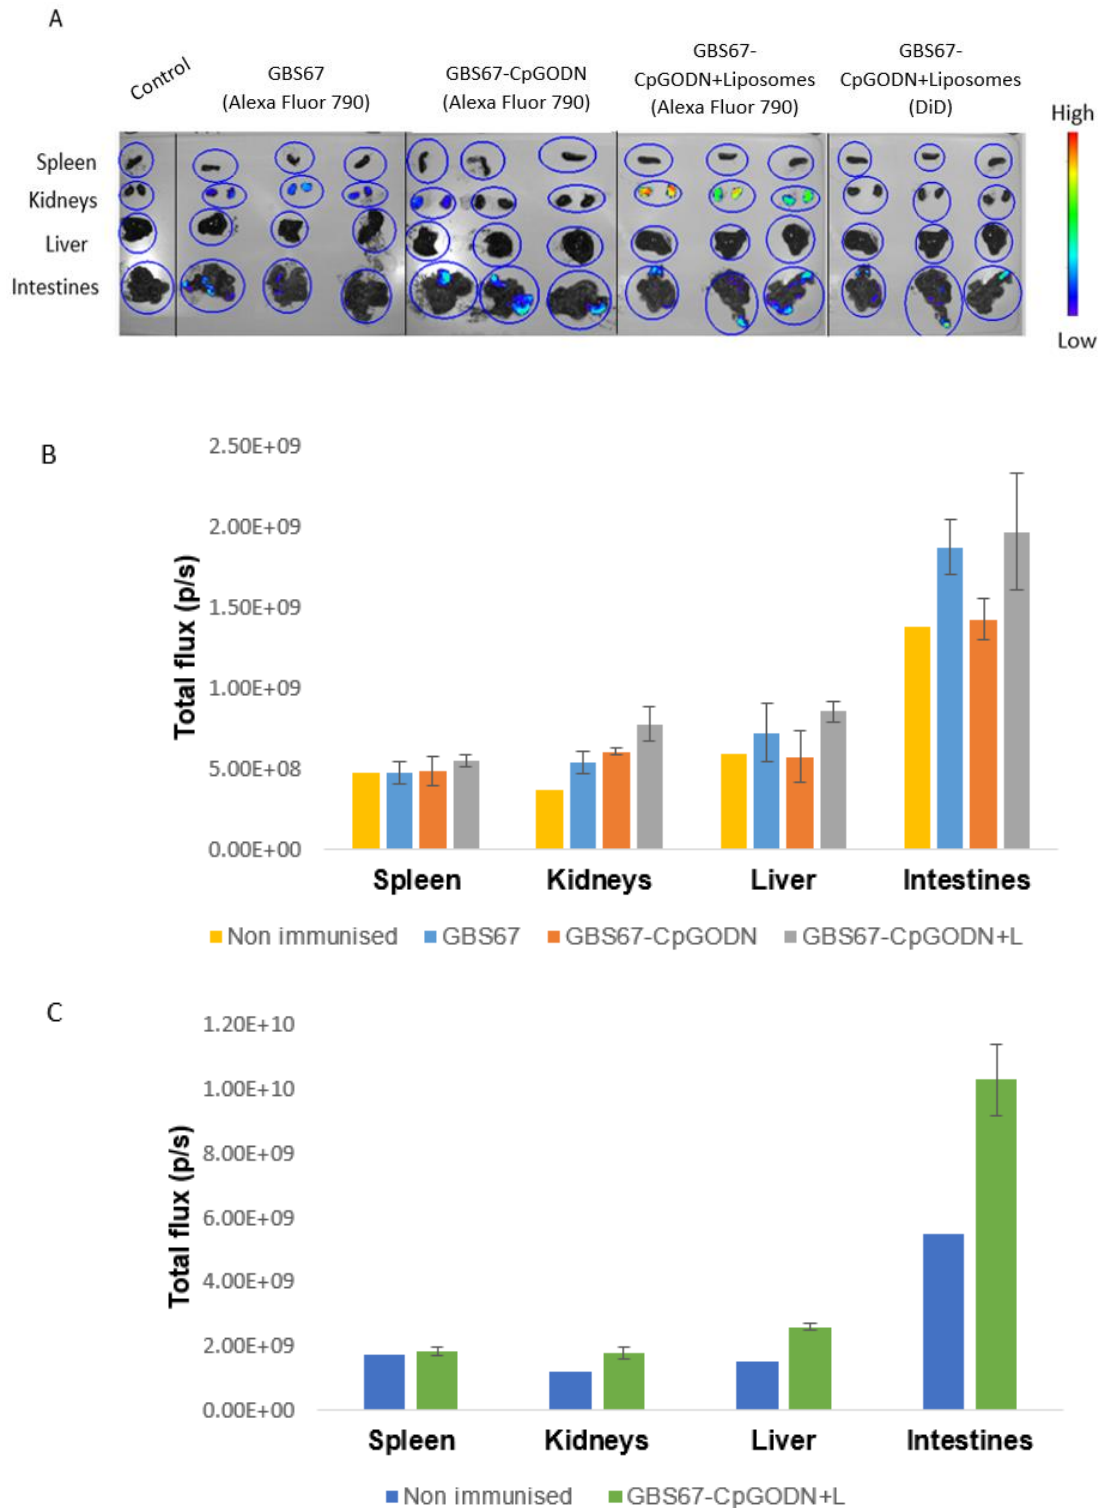 A
Control
GBS67
(Alexa Fluor 790)
GBS67-CpGODN
(Alexa Fluor 790)
GBS67-
CpGODN+Liposomes
(Alexa Fluor 790)
GBS67-
CpGODN+Liposomes
(DiD)
High
Spleen
Kidneys
Liver
Intestines
Low
B
Total flux (p/s)
2.50E+09
2.00E+09
1.50E+09
1.00E+09
5.00E+08
0.00E+00
Spleen Kidneys Liver Intestines
Non immunised GBS67 GBS67-CpGODN GBS67-CpGODN+L
C
Total flux (p/s)
1.20E+10
1.00E+10
8.00E+09
6.00E+09
4.00E+09
2.00E+09
0.00E+00
Spleen Kidneys Liver Intestines
Non immunised GBS67-CpGODN+L